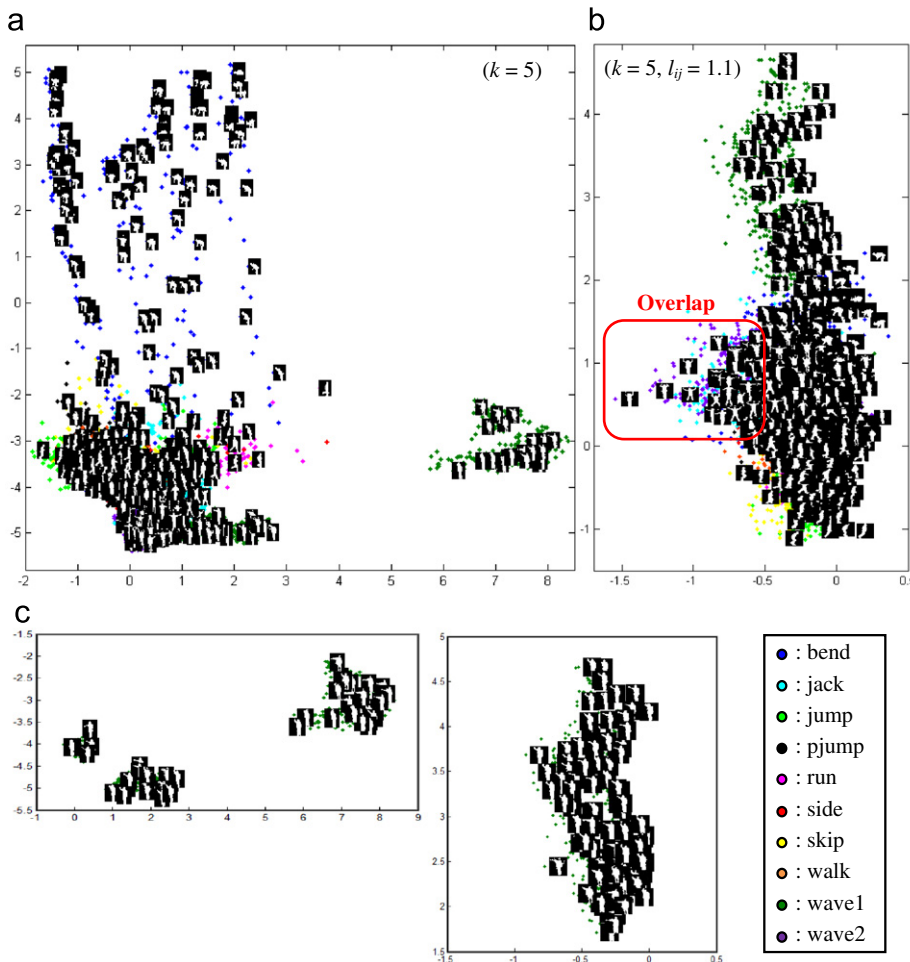 a
b
(k = 5)
(k = 5, l_ij = 1.1)
5
4
3
2
1
0
-1
-2
-3
-4
-5
-2 -1 0 1 2 3 4 5 6 7 8
4
3
2
1
0
-1
-1.5 -1 -0.5 0 0.5
Overlap
c
-1.5
-2
-2.5
-3
-3.5
-4
-4.5
-5
-5.5
-1 0 1 2 3 4 5 6 7 8 9
5
4.5
4
3.5
3
2.5
2
1.5
-1 -0.5 0 0.5
: bend
: jack
: jump
: pjump
: run
: side
: skip
: walk
: wave1
: wave2